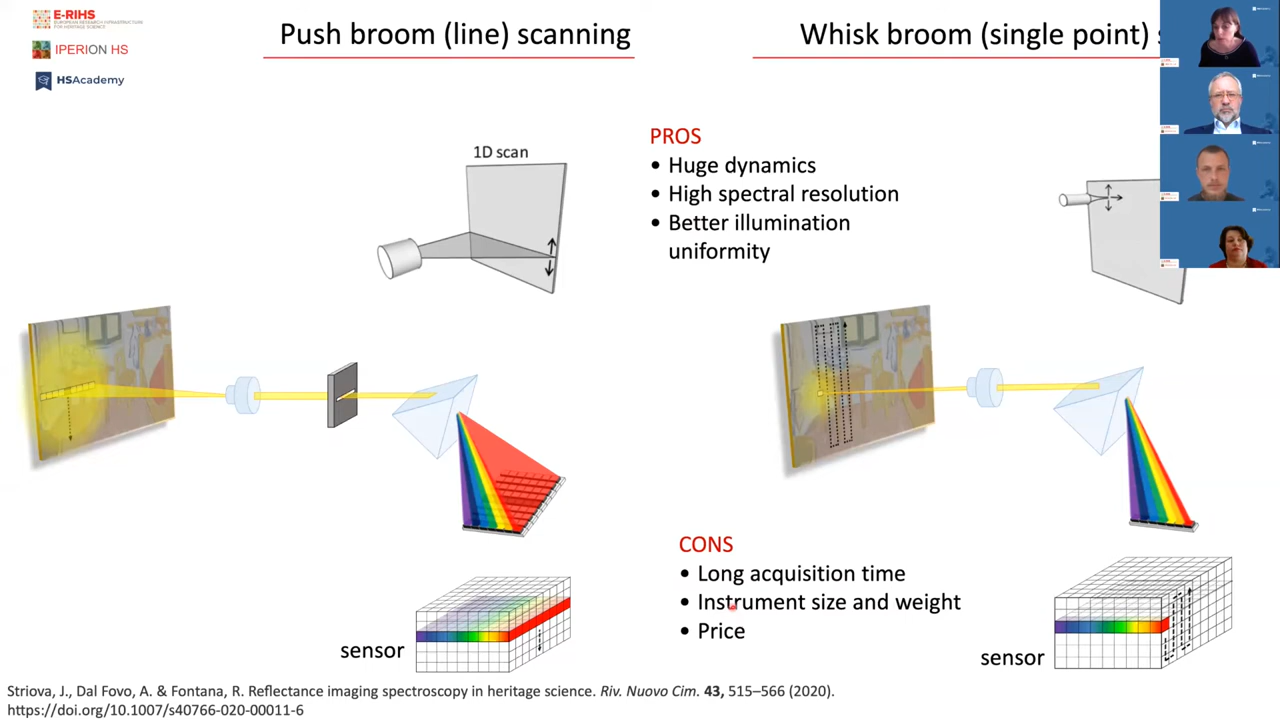 E-RIHS
EUROPEAN RESEARCH INFRASTRUCTURE
FOR HERITAGE SCIENCE
IPERION HS
HSAcademy
Push broom (line) scanning
Whisk broom (single point) s
1D scan
PROS
• Huge dynamics
• High spectral resolution
• Better illumination
uniformity
CONS
• Long acquisition time
• Instrument size and weight
• Price
sensor
sensor
Striova, J., Dal Fovo, A. & Fontana, R. Reflectance imaging spectroscopy in heritage science. Riv. Nuovo Cim. 43, 515–566 (2020).
https://doi.org/10.1007/s40766-020-00011-6